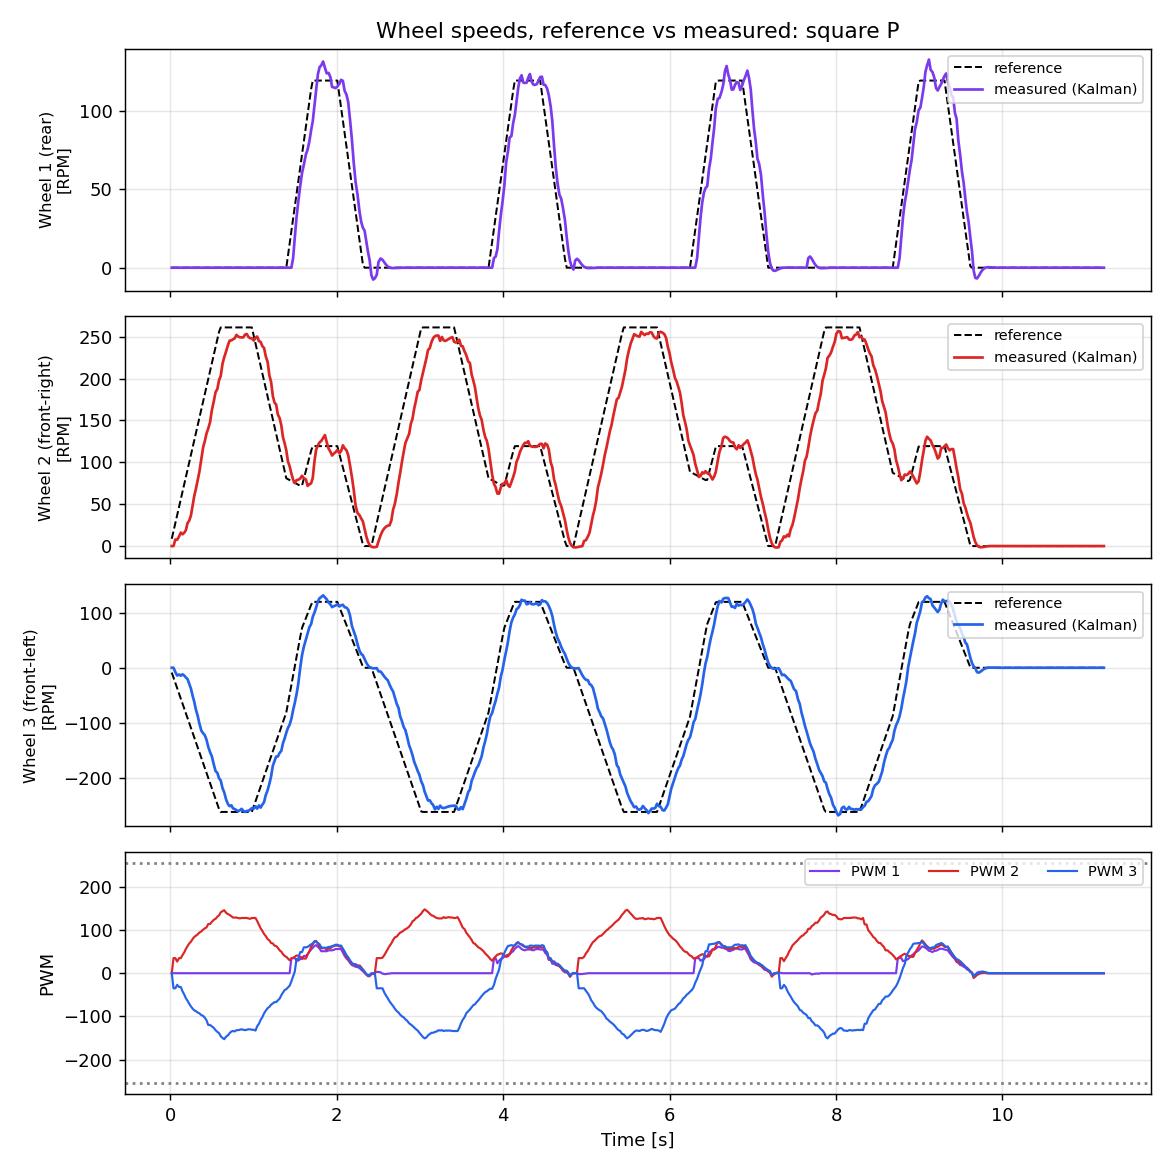 Wheel speeds, reference vs measured: square P
Wheel 1 (rear)
[RPM]
100
50
0
reference
measured (Kalman)
Wheel 2 (front-right)
[RPM]
250
200
150
100
50
0
reference
measured (Kalman)
Wheel 3 (front-left)
[RPM]
100
0
−100
−200
reference
measured (Kalman)
PWM
200
100
0
−100
−200
PWM 1 PWM 2 PWM 3
0 2 4 6 8 10
Time [s]